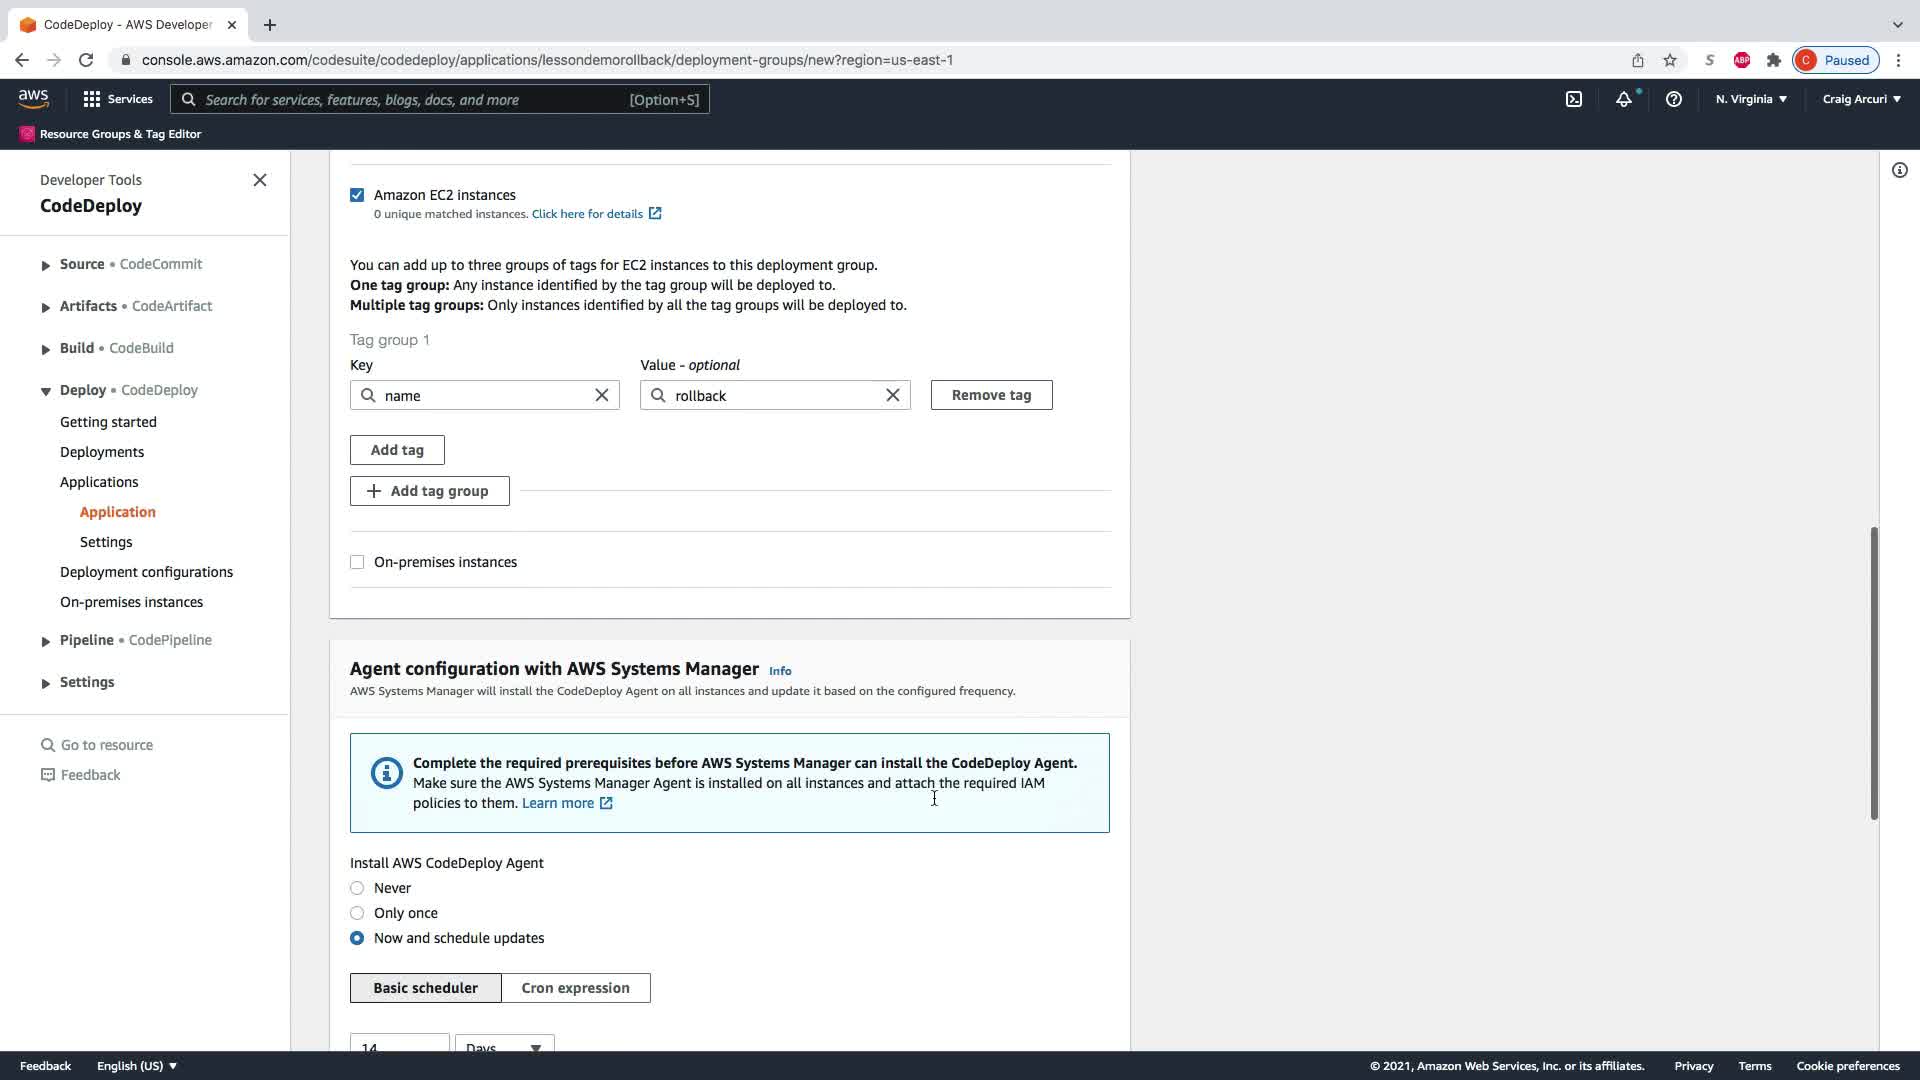 CodeDeploy - AWS Developer
console.aws.amazon.com/codesuite/codedeploy/applications/lessondemorollback/deployment-groups/new?region=us-east-1
S
ABP
C Paused
aws
Services
Search for services, features, blogs, docs, and more [Option+S]
N. Virginia
Craig Arcuri
Resource Groups & Tag Editor
Developer Tools
CodeDeploy
Source • CodeCommit
Artifacts • CodeArtifact
Build • CodeBuild
Deploy • CodeDeploy
Getting started
Deployments
Applications
Application
Settings
Deployment configurations
On-premises instances
Pipeline • CodePipeline
Settings
Go to resource
Feedback
Amazon EC2 instances
0 unique matched instances. Click here for details
You can add up to three groups of tags for EC2 instances to this deployment group.
One tag group: Any instance identified by the tag group will be deployed to.
Multiple tag groups: Only instances identified by all the tag groups will be deployed to.
Tag group 1
Key
Value - optional
name
rollback
Remove tag
Add tag
Add tag group
On-premises instances
Agent configuration with AWS Systems Manager Info
AWS Systems Manager will install the CodeDeploy Agent on all instances and update it based on the configured frequency.
Complete the required prerequisites before AWS Systems Manager can install the CodeDeploy Agent.
Make sure the AWS Systems Manager Agent is installed on all instances and attach the required IAM
policies to them. Learn more
Install AWS CodeDeploy Agent
Never
Only once
Now and schedule updates
Basic scheduler
Cron expression
14
Days
Feedback
English (US)
© 2021, Amazon Web Services, Inc. or its affiliates.
Privacy
Terms
Cookie preferences